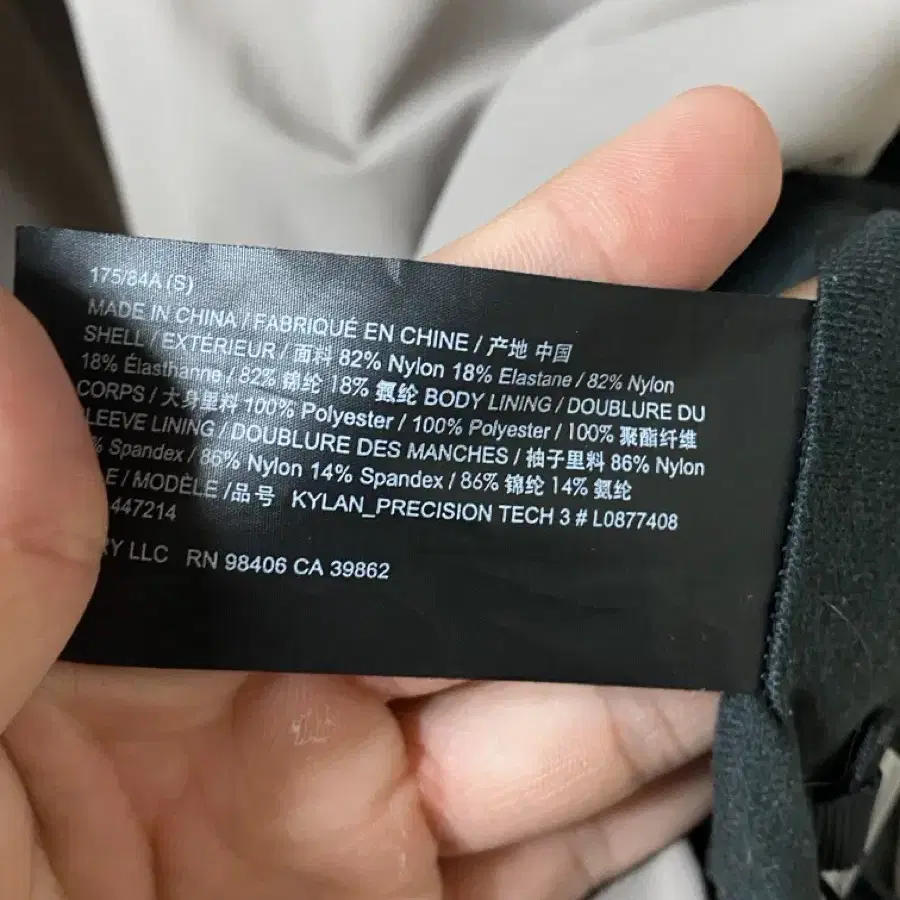 175/84A (S)
MADE IN CHINA / FABRIQUÉ EN CHINE / 产地 中国
SHELL / EXTÉRIEUR / 面料 82% Nylon 18% Elastane / 82% Nylon
18% Élasthanne / 82% 锦纶 18% 氨纶 BODY LINING / DOUBLURE DU
CORPS / 大身里料 100% Polyester / 100% Polyester / 100% 聚酯纤维
LEEVE LINING / DOUBLURE DES MANCHES / 袖子里料 86% Nylon
% Spandex / 86% Nylon 14% Spandex / 86% 锦纶 14% 氨纶
E / MODÈLE /品号 KYLAN_PRECISION TECH 3 # L0877408
447214
RY LLC RN 98406 CA 39862